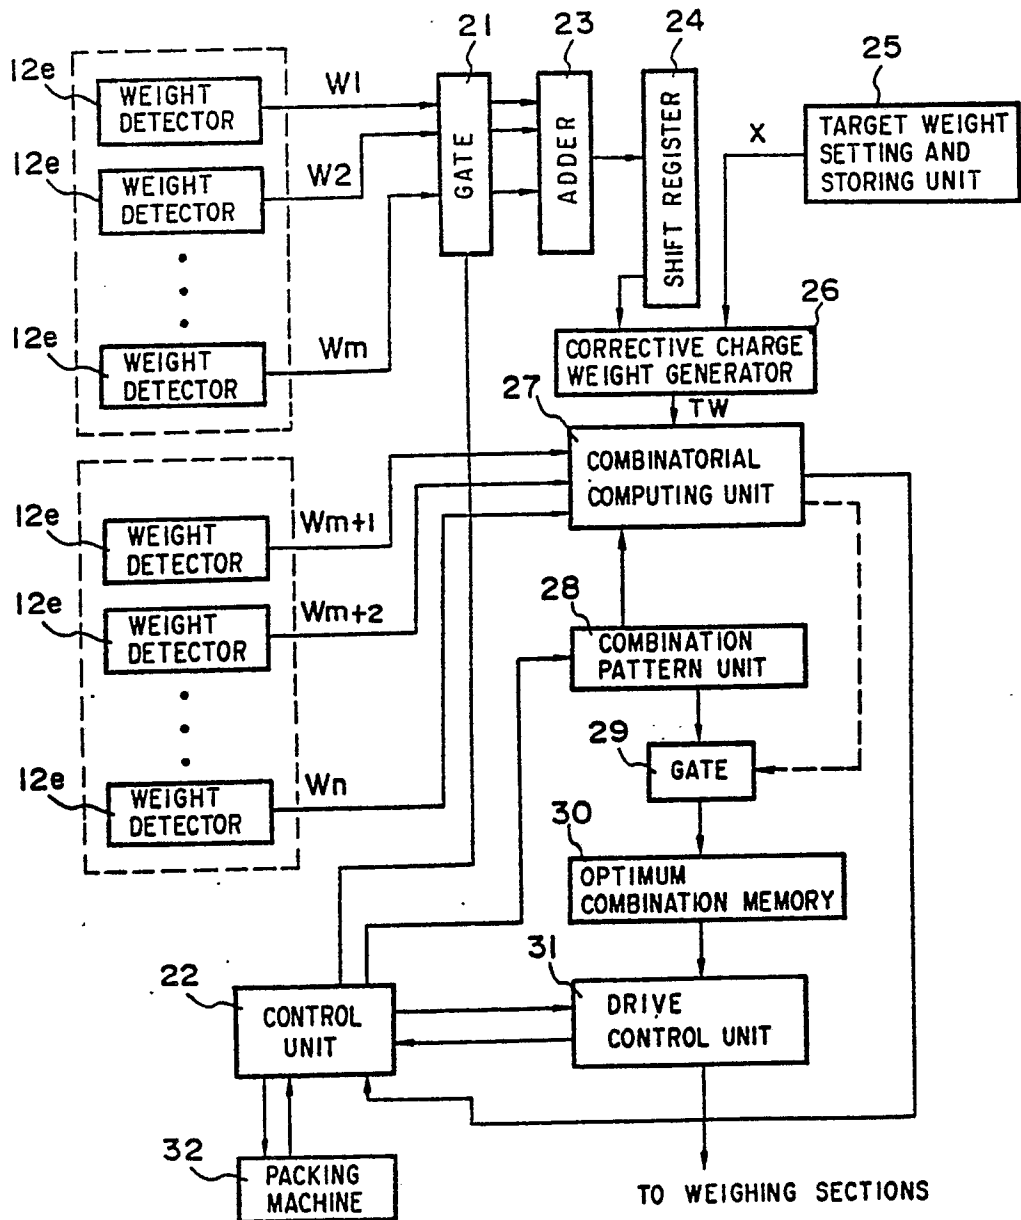 21
23
24
25
12e
WEIGHT
DETECTOR
W1
GATE
ADDER
SHIFT REGISTER
X
TARGET WEIGHT
SETTING AND
STORING UNIT
12e
WEIGHT
DETECTOR
W2
12e
WEIGHT
DETECTOR
Wm
26
CORRECTIVE CHARGE
WEIGHT GENERATOR
TW
27
COMBINATORIAL
COMPUTING UNIT
12e
WEIGHT
DETECTOR
Wm+1
12e
WEIGHT
DETECTOR
Wm+2
28
COMBINATION
PATTERN UNIT
29
GATE
12e
WEIGHT
DETECTOR
Wn
30
OPTIMUM
COMBINATION MEMORY
31
DRIVE
CONTROL UNIT
22
CONTROL
UNIT
32
PACKING
MACHINE
TO WEIGHING SECTIONS